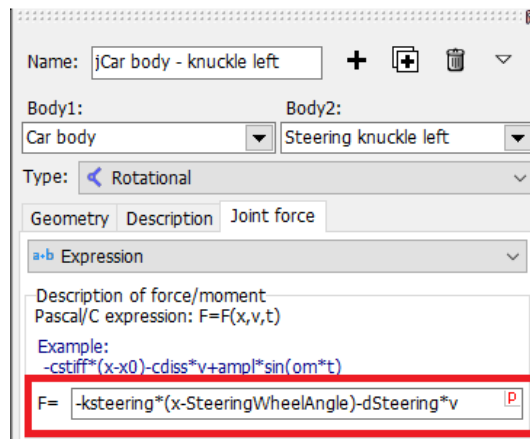 Name: jCar body - knuckle left
Body1: Body2:
Car body Steering knuckle left
Type: Rotational
Geometry Description Joint force
a+b Expression
Description of force/moment
Pascal/C expression: F=F(x,v,t)
Example:
-cstiff*(x-x0)-cdiss*v+ampl*sin(om*t)
F= -ksteering*(x-SteeringWheelAngle)-dSteering*v P